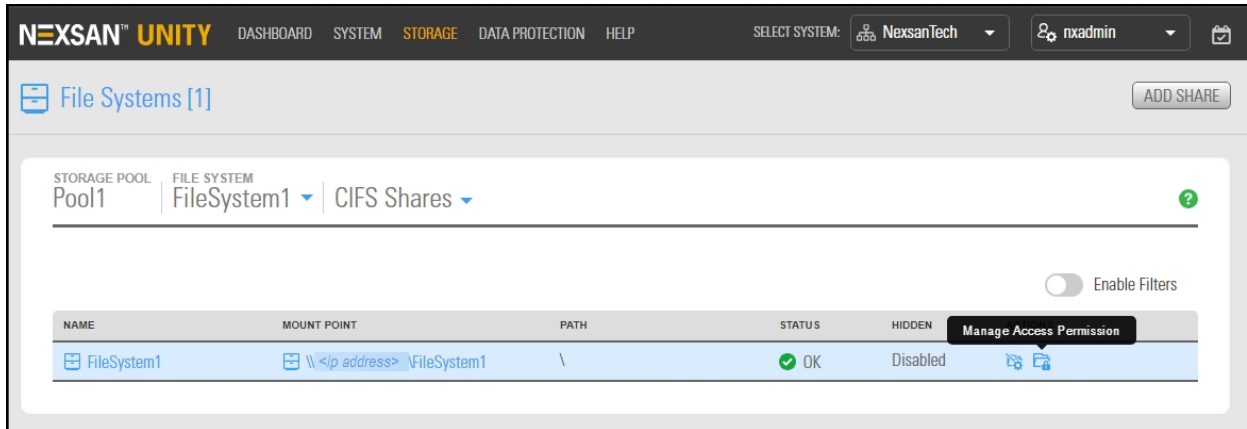 NEXSAN™ UNITY DASHBOARD SYSTEM STORAGE DATA PROTECTION HELP SELECT SYSTEM: NexsanTech nxadmin
File Systems [1] ADD SHARE
STORAGE POOL FILE SYSTEM
Pool1 FileSystem1 CIFS Shares ?
Enable Filters
NAME MOUNT POINT PATH STATUS HIDDEN Manage Access Permission
FileSystem1 \\ <ip address> \FileSystem1 \ OK Disabled